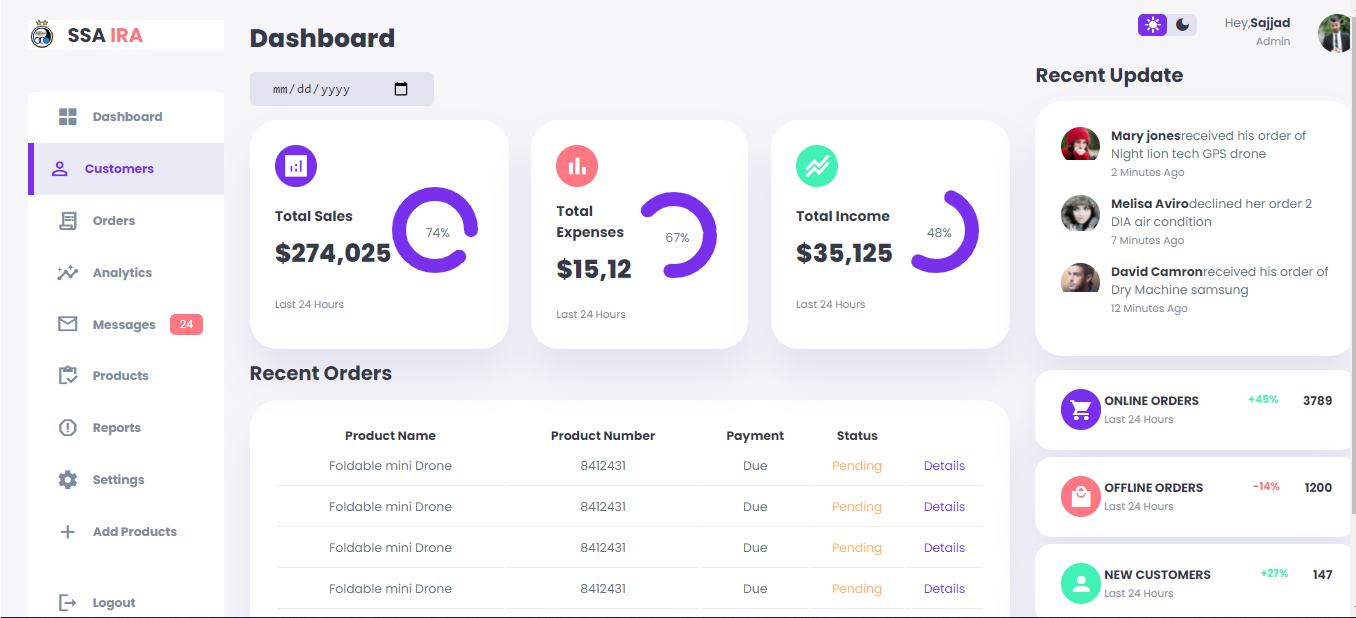 SSA IRA
Dashboard
Customers
Orders
Analytics
Messages 24
Products
Reports
Settings
Add Products
Logout
Dashboard
mm/dd/yyyy
Total Sales
$274,025
74%
Last 24 Hours
Total
Expenses
$15,12
67%
Last 24 Hours
Total Income
$35,125
48%
Last 24 Hours
Recent Orders
Product Name Product Number Payment Status
Foldable mini Drone 8412431 Due Pending Details
Foldable mini Drone 8412431 Due Pending Details
Foldable mini Drone 8412431 Due Pending Details
Foldable mini Drone 8412431 Due Pending Details
Hey,Sajjad
Admin
Recent Update
Mary jonesreceived his order of
Night lion tech GPS drone
2 Minutes Ago
Melisa Avirodeclined her order 2
DIA air condition
7 Minutes Ago
David Camronreceived his order of
Dry Machine samsung
12 Minutes Ago
ONLINE ORDERS +45% 3789
Last 24 Hours
OFFLINE ORDERS -14% 1200
Last 24 Hours
NEW CUSTOMERS +27% 147
Last 24 Hours